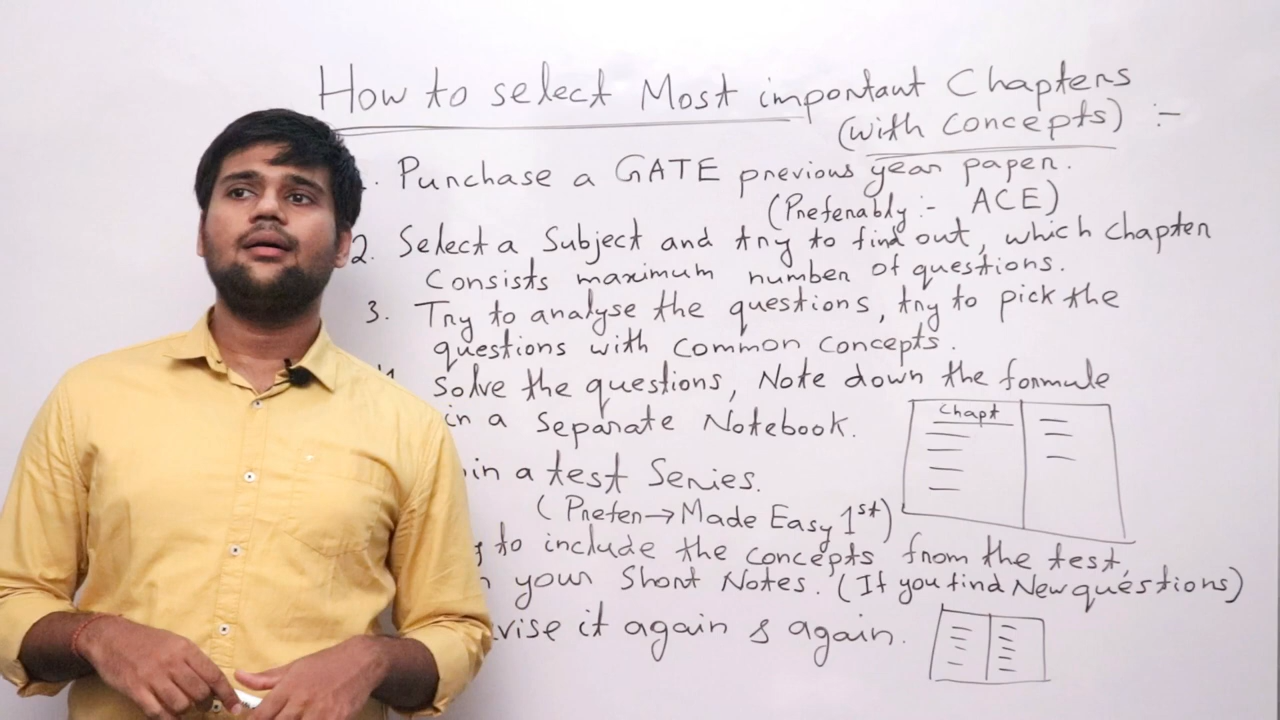 How to select Most important Chapters
(with concepts) :-
. Purchase a GATE previous year paper.
(Preferably :- ACE)
2. Select a Subject and try to find out, which chapter
Consists maximum number of questions.
3. Try to analyse the questions, try to pick the
questions with common concepts.
Solve the questions, Note down the formule
in a Separate Notebook.
Chapt
in a test Series.
(Prefer → Made Easy 1st)
to include the concepts from the test,
your Short Notes. (If you find New questions)
vise it again & again.